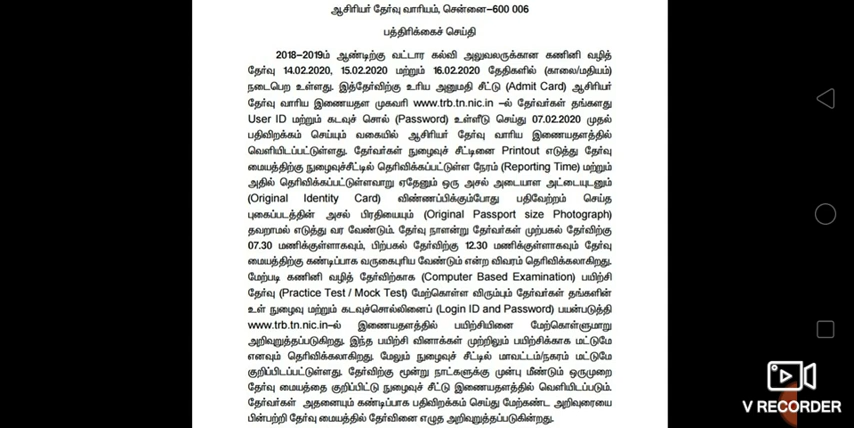 ஆசிரியர் தேர்வு வாரியம், சென்னை–600 006
பத்திரிக்கைச் செய்தி
2018–2019ம் ஆண்டிற்கு வட்டார கல்வி அலுவலருக்கான கணினி வழித்
தேர்வு 14.02.2020, 15.02.2020 மற்றும் 16.02.2020 தேதிகளில் (காலை/மதியம்)
நடைபெற உள்ளது. இத்தேர்விற்கு உரிய அனுமதி சீட்டு (Admit Card) ஆசிரியர்
தேர்வு வாரிய இணையதள முகவரி www.trb.tn.nic.in –ல் தேர்வர்கள் தங்களது
User ID மற்றும் கடவுச் சொல் (Password) உள்ளீடு செய்து 07.02.2020 முதல்
பதிவிறக்கம் செய்யும் வகையில் ஆசிரியர் தேர்வு வாரிய இணையதளத்தில்
வெளியிடப்பட்டுள்ளது. தேர்வர்கள் நுழைவுச் சீட்டினை Printout எடுத்து தேர்வு
மையத்திற்கு நுழைவுச்சீட்டில் தெரிவிக்கப்பட்டுள்ள நேரம் (Reporting Time) மற்றும்
அதில் தெரிவிக்கப்பட்டுள்ளவாறு ஏதேனும் ஒரு அசல் அடையாள அட்டையுடனும்
(Original Identity Card) விண்ணப்பிக்கும்போது பதிவேற்றம் செய்த
புகைப்படத்தின் அசல் பிரதியையும் (Original Passport size Photograph)
தவறாமல் எடுத்து வர வேண்டும். தேர்வு நாளன்று தேர்வர்கள் முற்பகல் தேர்விற்கு
07.30 மணிக்குள்ளாகவும், பிற்பகல் தேர்விற்கு 12.30 மணிக்குள்ளாகவும் தேர்வு
மையத்திற்கு கண்டிப்பாக வருகைபுரிய வேண்டும் என்ற விவரம் தெரிவிக்கலாகிறது.
மேற்படி கணினி வழித் தேர்விற்காக (Computer Based Examination) பயிற்சி
தேர்வு (Practice Test / Mock Test) மேற்கொள்ள விரும்பும் தேர்வர்கள் தங்களின்
உள் நுழைவு மற்றும் கடவுச்சொல்லினைப் (Login ID and Password) பயன்படுத்தி
www.trb.tn.nic.in–ல் இணையதளத்தில் பயிற்சியினை மேற்கொள்ளுமாறு
அறிவுறுத்தப்படுகிறது. இந்த பயிற்சி வினாக்கள் முற்றிலும் பயிற்சிக்காக மட்டுமே
எனவும் தெரிவிக்கலாகிறது. மேலும் நுழைவுச் சீட்டில் மாவட்டம்/நகரம் மட்டுமே
குறிப்பிடப்பட்டுள்ளது. தேர்விற்கு மூன்று நாட்களுக்கு முன்பு மீண்டும் ஒருமுறை
தேர்வு மையத்தை குறிப்பிட்டு நுழைவுச் சீட்டு இணையதளத்தில் வெளியிடப்படும்.
தேர்வர்கள் அதனையும் கண்டிப்பாக பதிவிறக்கம் செய்து மேற்கண்ட அறிவுரையை
பின்பற்றி தேர்வு மையத்தில் தேர்வினை எழுத அறிவுறுத்தப்படுகின்றது.
V RECORDER